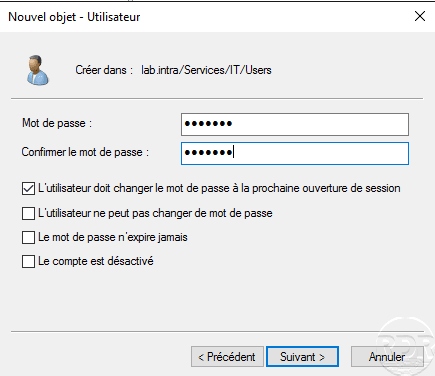 Nouvel objet - Utilisateur
Créer dans : lab.intra/Services/IT/Users
Mot de passe :
Confirmer le mot de passe :
L'utilisateur doit changer le mot de passe à la prochaine ouverture de session
L'utilisateur ne peut pas changer de mot de passe
Le mot de passe n'expire jamais
Le compte est désactivé
< Précédent Suivant > Annuler
RDR